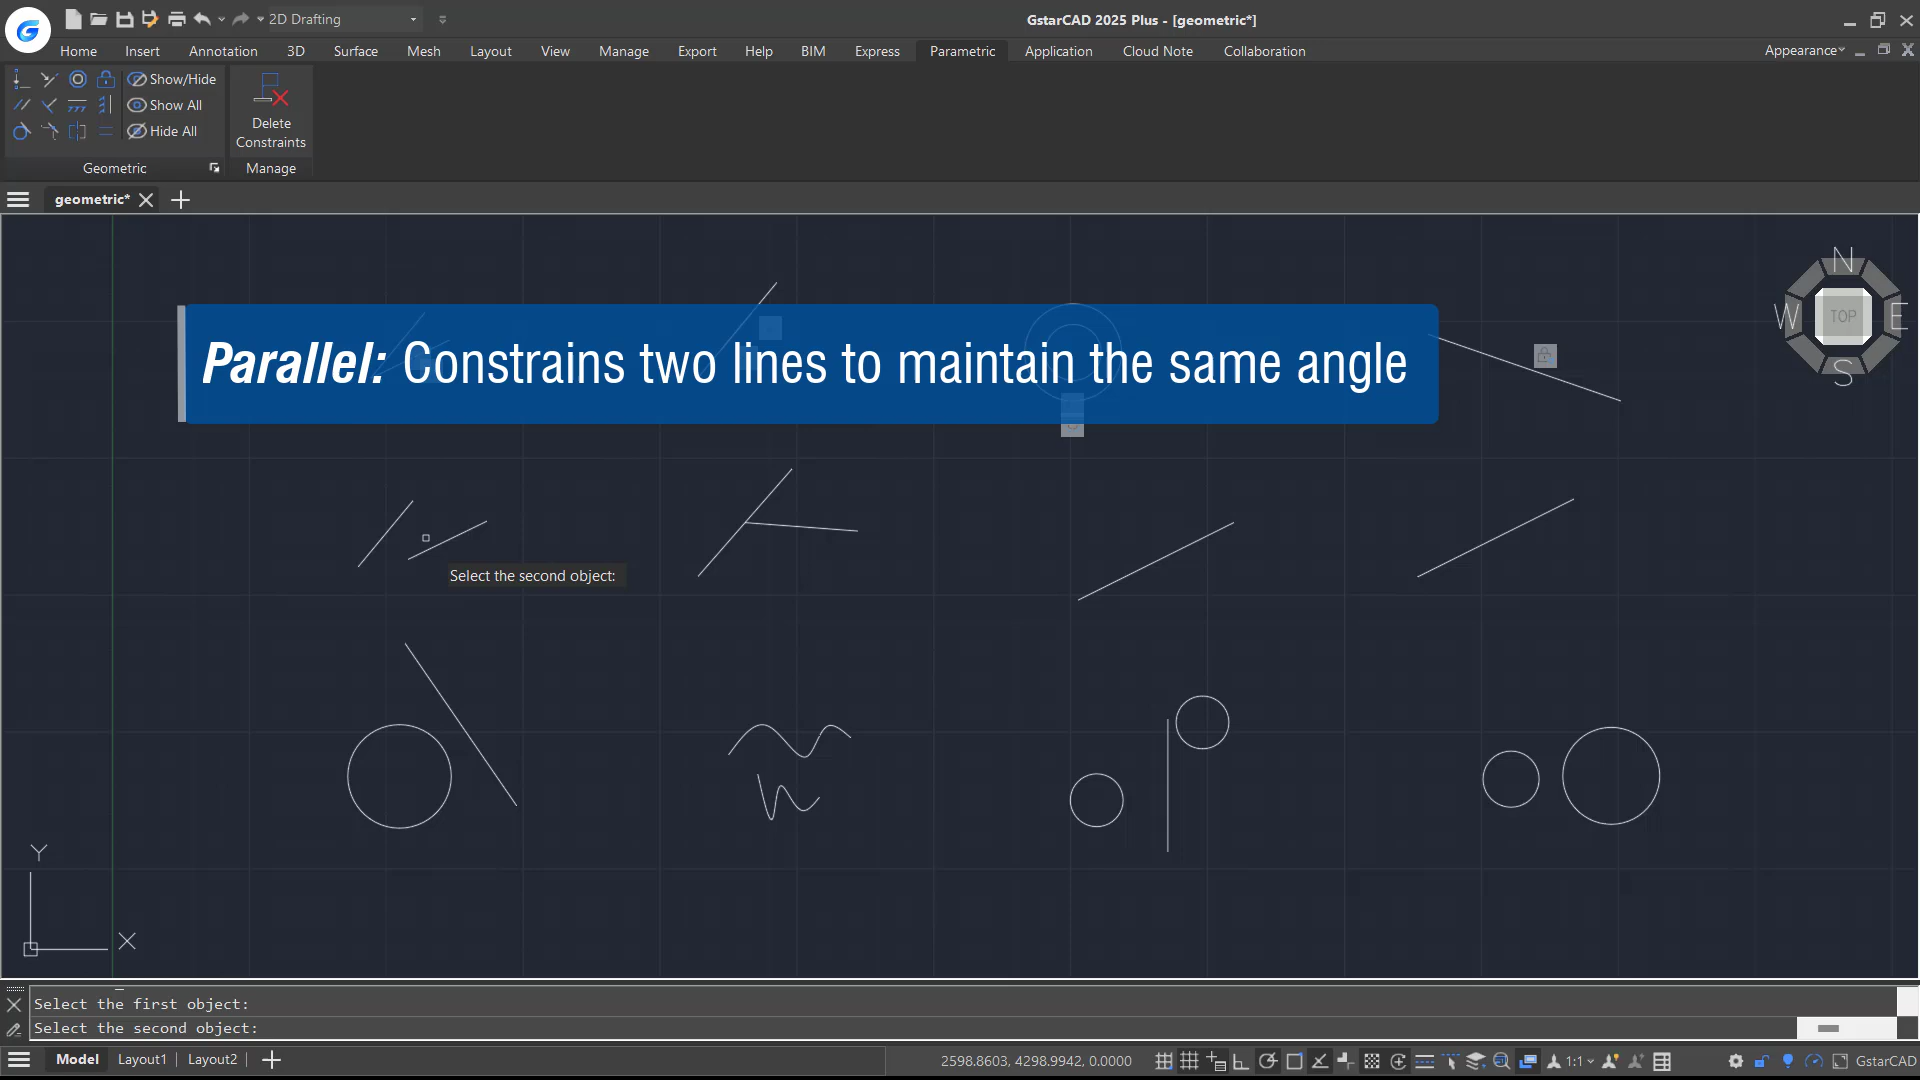 2D Drafting
GstarCAD 2025 Plus - [geometric*]
Home Insert Annotation 3D Surface Mesh Layout View Manage Export Help BIM Express Parametric Application Cloud Note Collaboration Appearance
Show/Hide
Show All
Hide All
Delete
Constraints
Geometric Manage
geometric*
N
W TOP E
S
Parallel: Constrains two lines to maintain the same angle
Select the second object:
Y
X
Select the first object:
Select the second object:
Model Layout1 Layout2
2598.8603, 4298.9942, 0.0000
1:1
GstarCAD